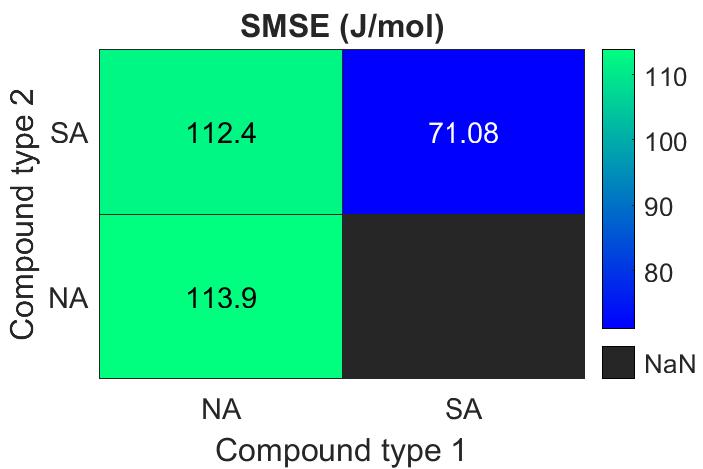 SMSE (J/mol)
Compound type 2
SA
112.4
71.08
NA
113.9
NA
SA
Compound type 1
110
100
90
80
NaN